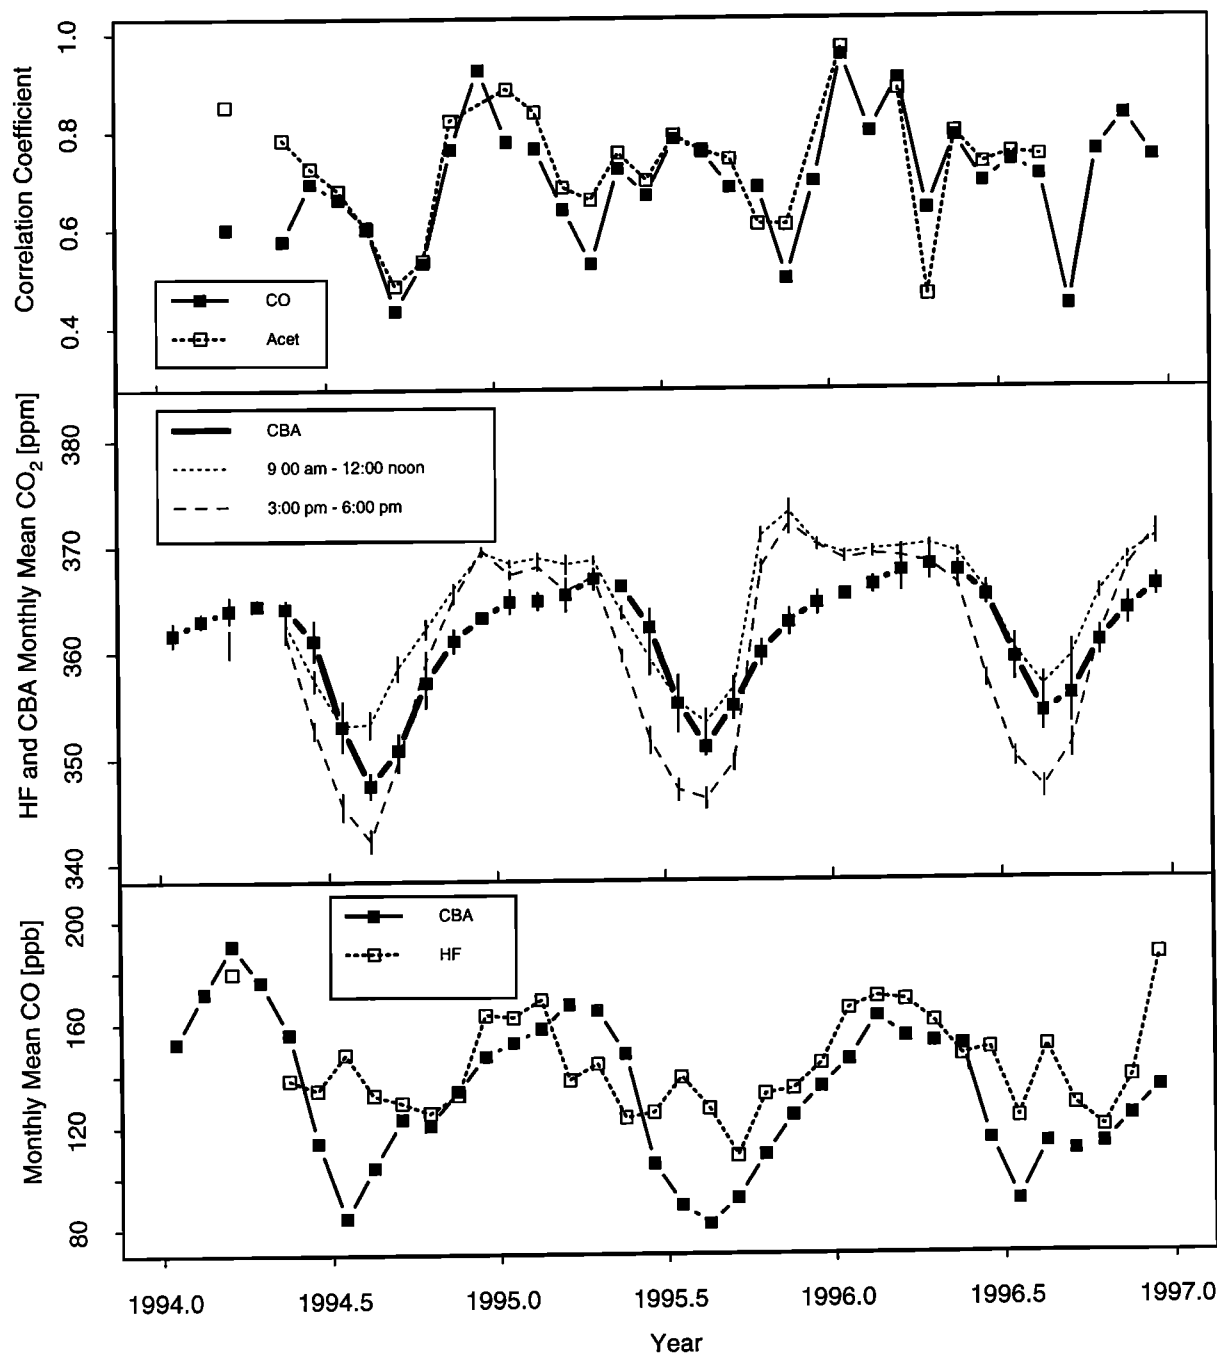 Correlation Coefficient
1.0
0.8
0.6
0.4
CO
Acet
HF and CBA Monthly Mean CO2 [ppm]
380
370
360
350
340
CBA
9 00 am - 12:00 noon
3:00 pm - 6:00 pm
Monthly Mean CO [ppb]
200
160
120
80
CBA
HF
1994.0 1994.5 1995.0 1995.5 1996.0 1996.5 1997.0
Year